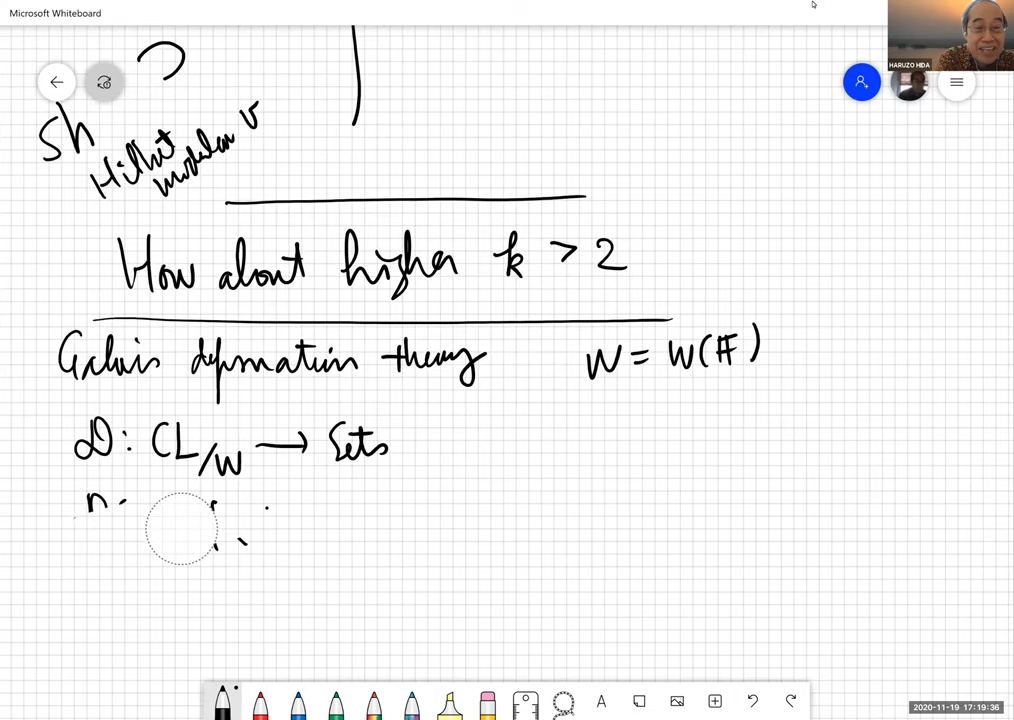 Microsoft Whiteboard
HARUZO HIDA
Sh
Hilbert
modular v
How about higher k > 2
Galois deformation theory W = W(𝔽)
𝒟: CL/W → Sets
A
2020-11-19 17:19:36